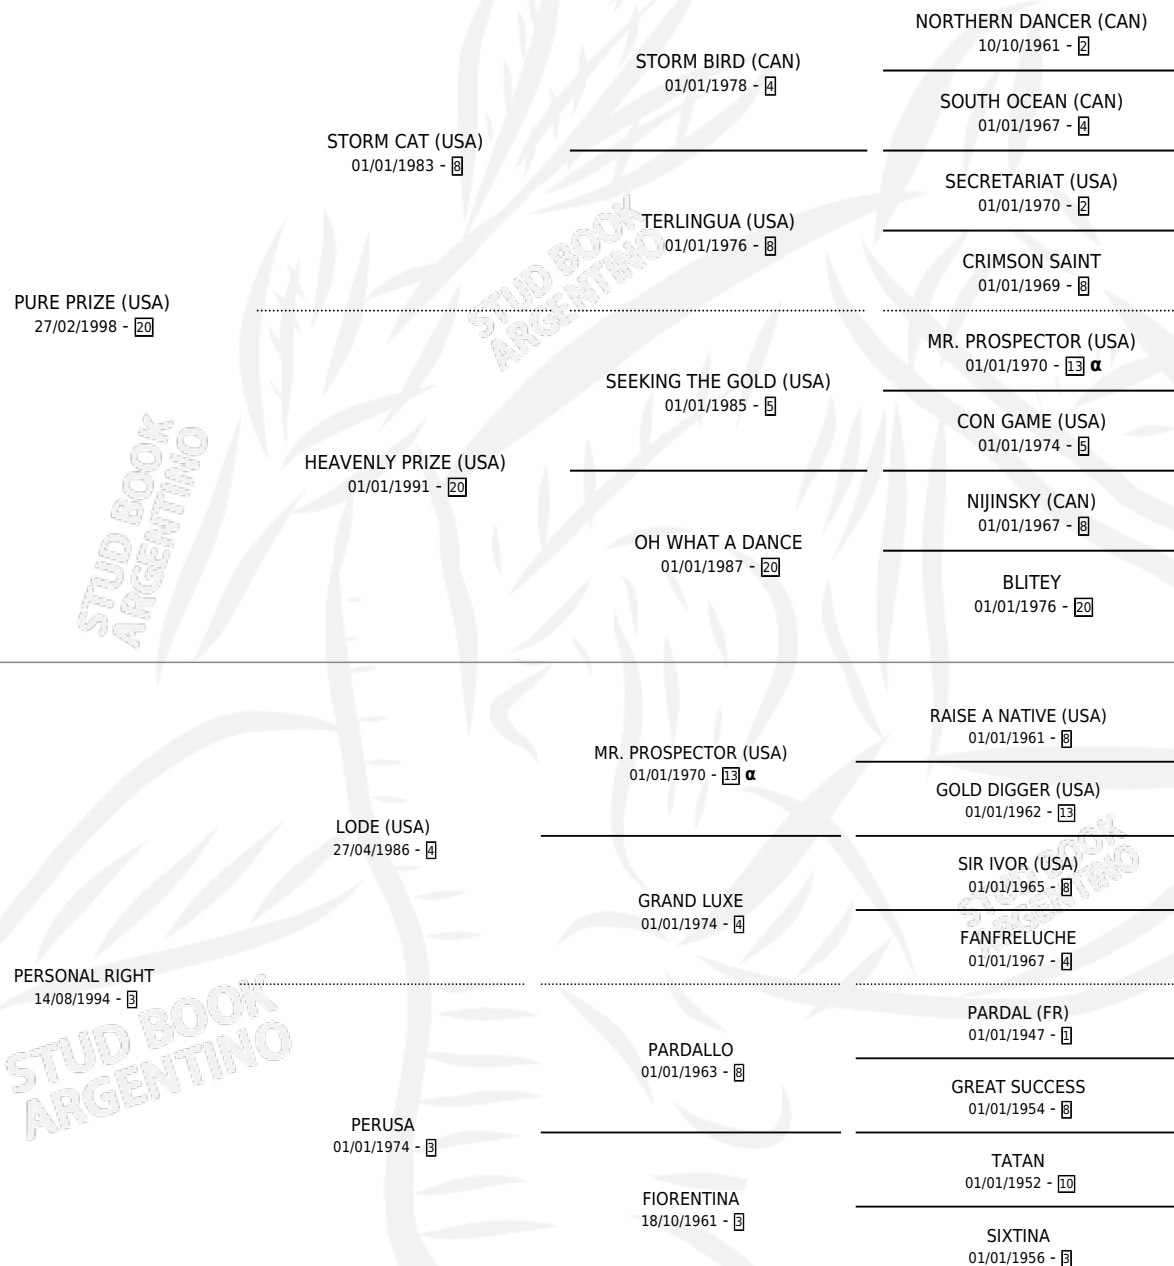 NORTHERN DANCER (CAN)
10/10/1961 - 2
STORM BIRD (CAN)
01/01/1978 - 4
SOUTH OCEAN (CAN)
01/01/1967 - 4
STORM CAT (USA)
01/01/1983 - 8
SECRETARIAT (USA)
01/01/1970 - 2
TERLINGUA (USA)
01/01/1976 - 8
CRIMSON SAINT
01/01/1969 - 8
PURE PRIZE (USA)
27/02/1998 - 20
MR. PROSPECTOR (USA)
01/01/1970 - 13 α
SEEKING THE GOLD (USA)
01/01/1985 - 5
CON GAME (USA)
01/01/1974 - 5
HEAVENLY PRIZE (USA)
01/01/1991 - 20
NIJINSKY (CAN)
01/01/1967 - 8
OH WHAT A DANCE
01/01/1987 - 20
BLITEY
01/01/1976 - 20
RAISE A NATIVE (USA)
01/01/1961 - 8
MR. PROSPECTOR (USA)
01/01/1970 - 13 α
GOLD DIGGER (USA)
01/01/1962 - 13
LODE (USA)
27/04/1986 - 4
SIR IVOR (USA)
01/01/1965 - 8
GRAND LUXE
01/01/1974 - 4
FANFRELUCHE
01/01/1967 - 4
PERSONAL RIGHT
14/08/1994 - 3
PARDAL (FR)
01/01/1947 - 1
PARDALLO
01/01/1963 - 8
GREAT SUCCESS
01/01/1954 - 8
PERUSA
01/01/1974 - 3
TATAN
01/01/1952 - 10
FIORENTINA
18/10/1961 - 3
SIXTINA
01/01/1956 - 3
STUD BOOK
ARGENTINO
STUD BOOK
ARGENTINO
STUD BOOK
ARGENTINO
STUD BOOK
ARGENTINO